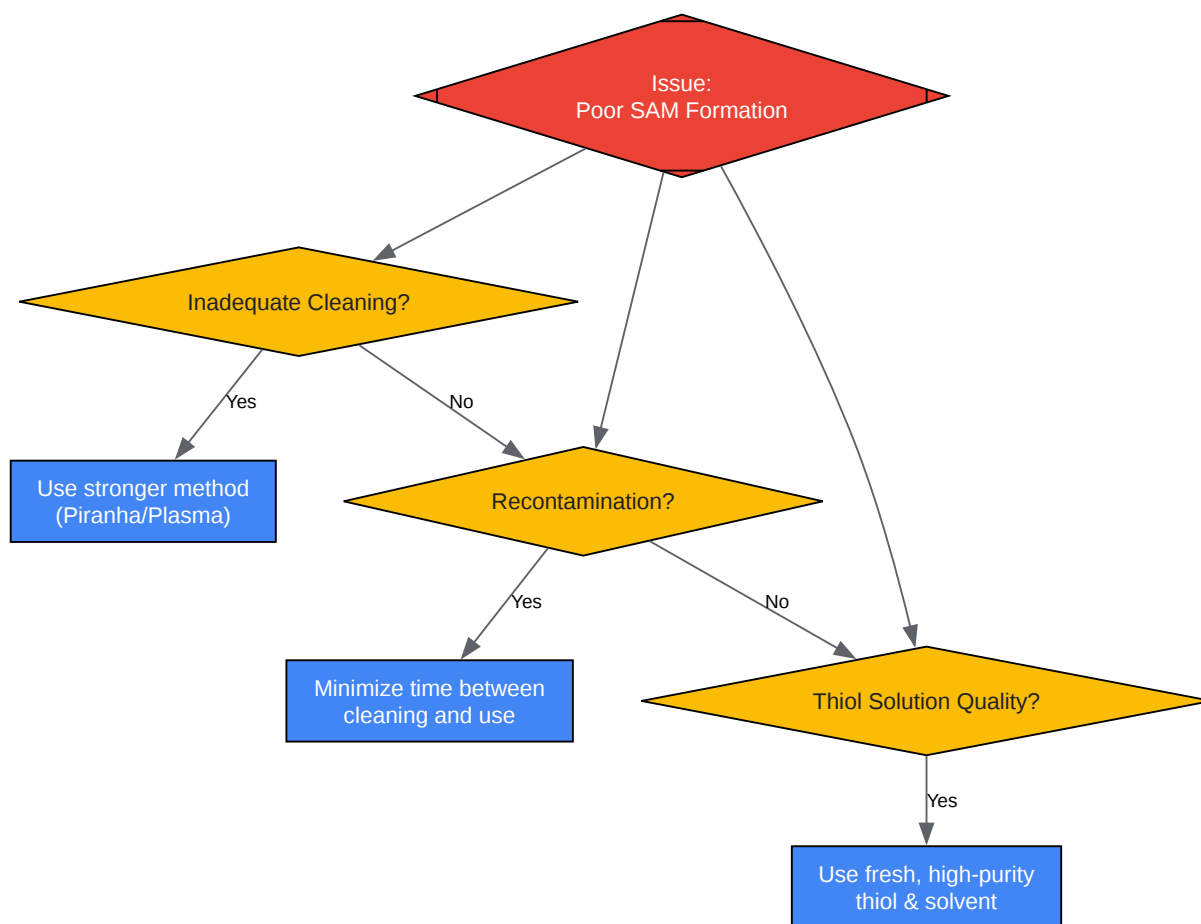 Issue:
Poor SAM Formation
Inadequate Cleaning?
Yes
No
Use stronger method
(Piranha/Plasma)
Recontamination?
Yes
No
Minimize time between
cleaning and use
Thiol Solution Quality?
Yes
Use fresh, high-purity
thiol & solvent